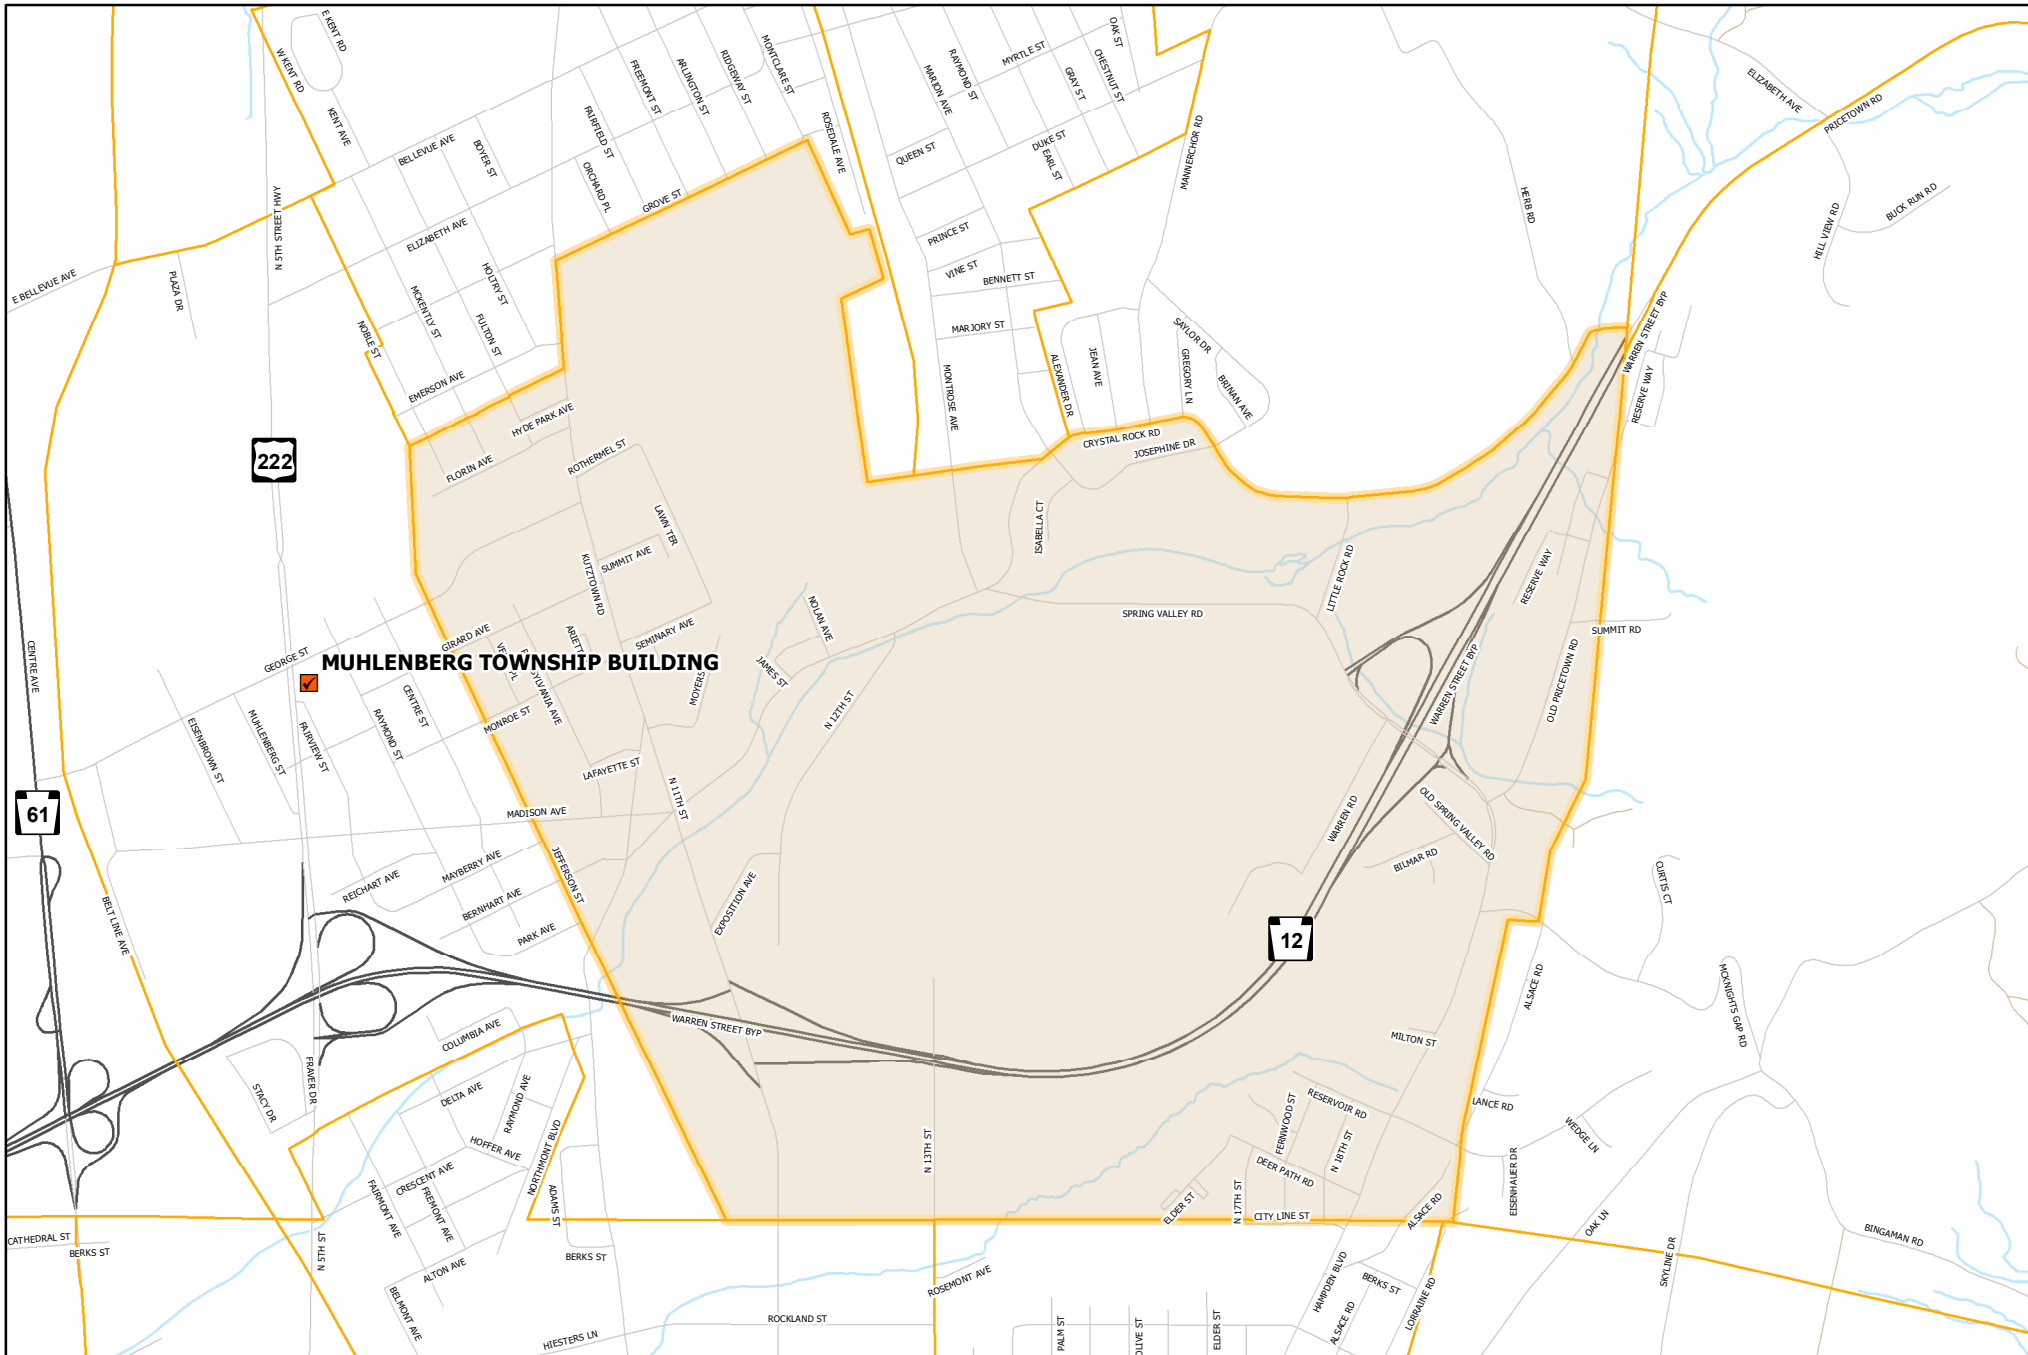 E KENT RD
W KENT RD
KENT AVE
N 5TH STREET HWY
BELLEVUE AVE
BOYER ST
FAIRFIELD ST
FREEMONT ST
ARLINGTON ST
RIDGEWAY ST
MONTCLARE ST
ROSEDALE AVE
MARION AVE
RAYMOND ST
MYRTLE ST
OAK ST
GRAY ST
CHESTNUT ST
QUEEN ST
DUKE ST
EARL ST
MANNERCHOR RD
ELIZABETH AVE
PRICETOWN RD
HERB RD
HILL VIEW RD
BUCK RUN RD
ORCHARD PL
GROVE ST
ELIZABETH AVE
HOLTRY ST
E BELLEVUE AVE
PLAZA DR
NOBLE ST
MCKENTLY ST
FULTON ST
EMERSON AVE
PRINCE ST
VINE ST
BENNETT ST
MARJORY ST
MONTROSE AVE
ALEXANDER DR
JEAN AVE
SAYLOR DR
GREGORY LN
BRINAN AVE
WARREN STREET BYP
RESERVE WAY
HYDE PARK AVE
FLORIN AVE
ROTHERMEL ST
CRYSTAL ROCK RD
JOSEPHINE DR
222
LAWN TER
ISABELLA CT
SUMMIT AVE
KUTZTOWN RD
LITTLE ROCK RD
RESERVE WAY
SPRING VALLEY RD
SUMMIT RD
NOLAN AVE
SEMINARY AVE
GIRARD AVE
GEORGE ST
CENTRE AVE
MUHLENBERG TOWNSHIP BUILDING
JAMES ST
WARREN STREET BYP
OLD PRICETOWN RD
N 12TH ST
CENTRE ST
RAYMOND ST
MONROE ST
EISENBROWN ST
MUHLENBERG ST
FAIRVIEW ST
LAFAYETTE ST
N 11TH ST
61
MADISON AVE
WARREN RD
OLD SPRING VALLEY RD
BILMAR RD
CURTIS CT
JEFFERSON ST
MAYBERRY AVE
REICHART AVE
BERNHART AVE
PARK AVE
BELT LINE AVE
EXPOSITION AVE
12
ALSACE RD
MCKNIGHTS GAP RD
WARREN STREET BYP
COLUMBIA AVE
MILTON ST
FRAVER DR
STACY DR
DELTA AVE
RAYMOND AVE
HOFFER AVE
NORTHMONT BLVD
CRESCENT AVE
FAIRMONT AVE
FREMONT AVE
ADAMS ST
N 13TH ST
RESERVOIR RD
FERNWOOD ST
N 18TH ST
DEER PATH RD
LANCE RD
WEDGE LN
EISENHAUER DR
ELDER ST
N 17TH ST
CITY LINE ST
ALSACE RD
OAK LN
BINGAMAN RD
SKYLINE DR
CATHEDRAL ST
BERKS ST
N 5TH ST
ALTON AVE
BELMONT AVE
BERKS ST
HIESTERS LN
ROCKLAND ST
ROSEMONT AVE
PALM ST
OLIVE ST
ELDER ST
HAMPDEN BLVD
BERKS ST
ALSACE RD
LORRAINE RD